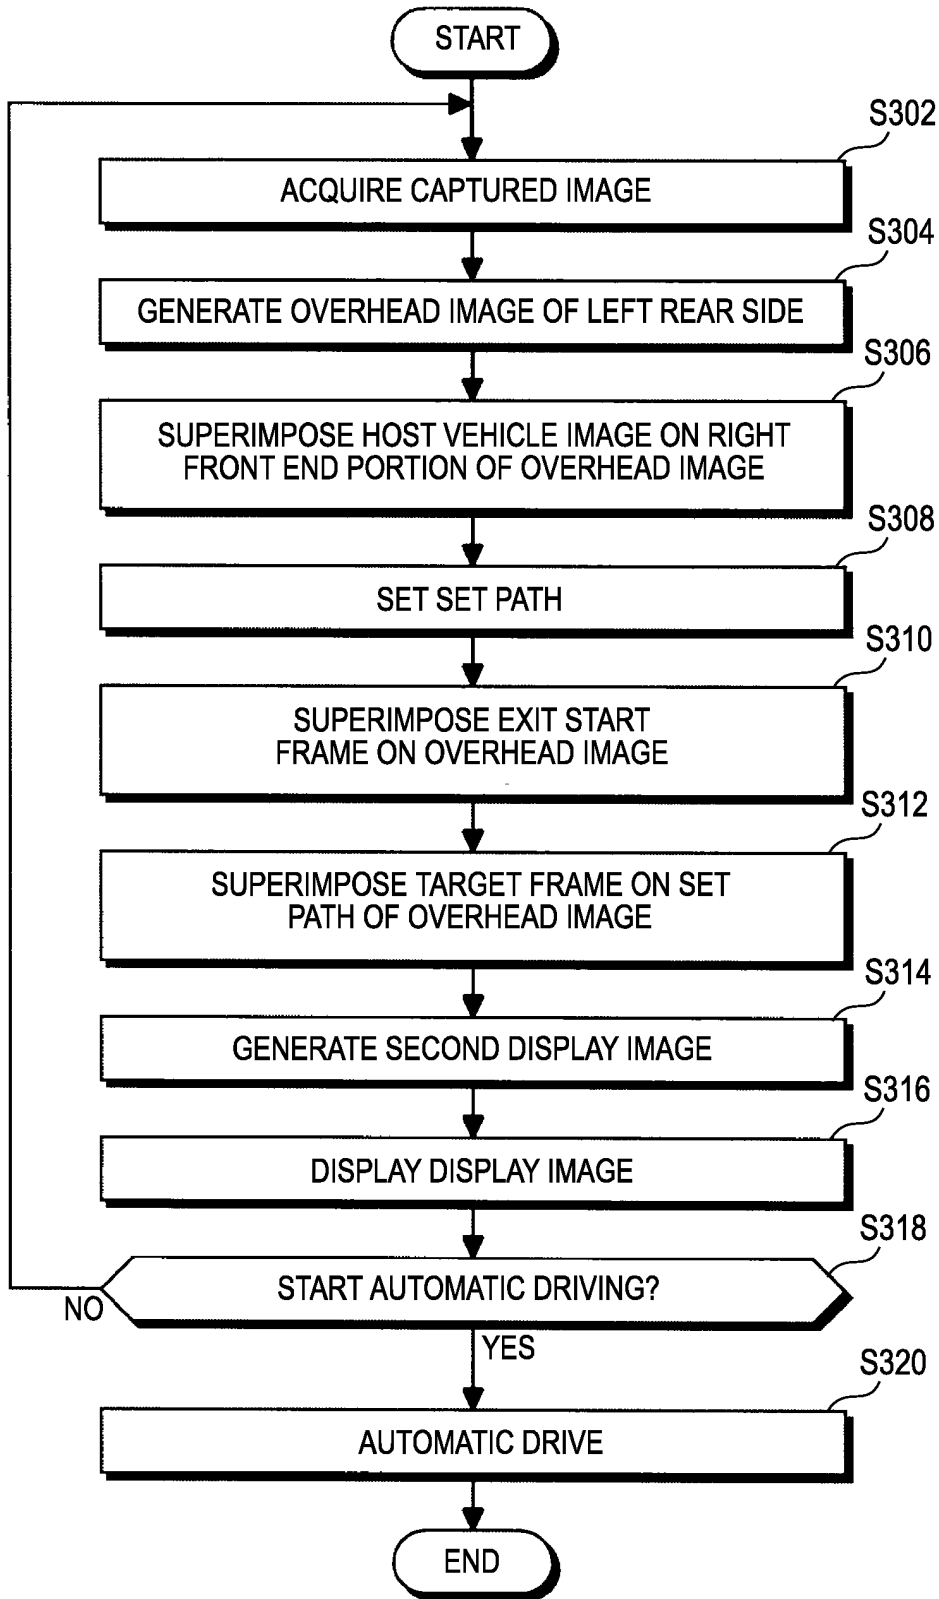 START
S302
ACQUIRE CAPTURED IMAGE
S304
GENERATE OVERHEAD IMAGE OF LEFT REAR SIDE
S306
SUPERIMPOSE HOST VEHICLE IMAGE ON RIGHT
FRONT END PORTION OF OVERHEAD IMAGE
S308
SET SET PATH
S310
SUPERIMPOSE EXIT START
FRAME ON OVERHEAD IMAGE
S312
SUPERIMPOSE TARGET FRAME ON SET
PATH OF OVERHEAD IMAGE
S314
GENERATE SECOND DISPLAY IMAGE
S316
DISPLAY DISPLAY IMAGE
S318
START AUTOMATIC DRIVING?
NO
YES
S320
AUTOMATIC DRIVE
END